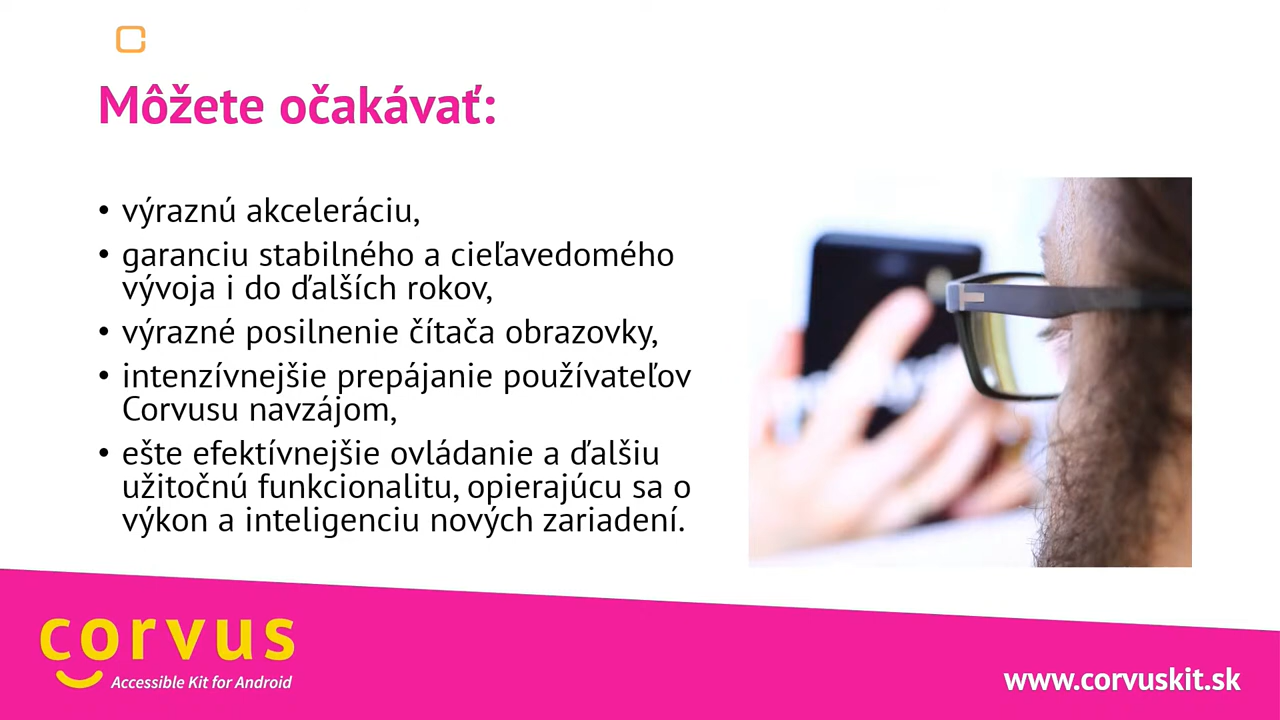 Môžete očakávať:
• výraznú akceleráciu,
• garanciu stabilného a cieľavedomého
vývoja i do ďalších rokov,
• výrazné posilnenie čítača obrazovky,
• intenzívnejšie prepájanie používateľov
Corvusu navzájom,
• ešte efektívnejšie ovládanie a ďalšiu
užitočnú funkcionalitu, opierajúcu sa o
výkon a inteligenciu nových zariadení.
corvus
Accessible Kit for Android
www.corvuskit.sk